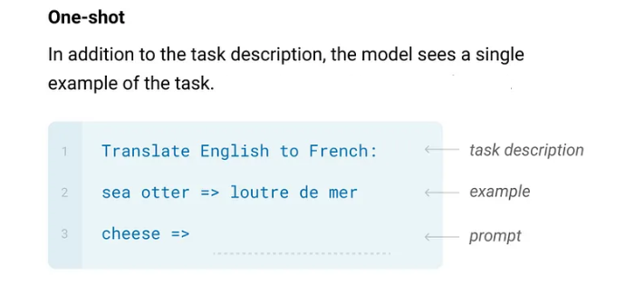 One-shot
In addition to the task description, the model sees a single
example of the task.
1 Translate English to French: task description
2 sea otter => loutre de mer example
3 cheese => prompt